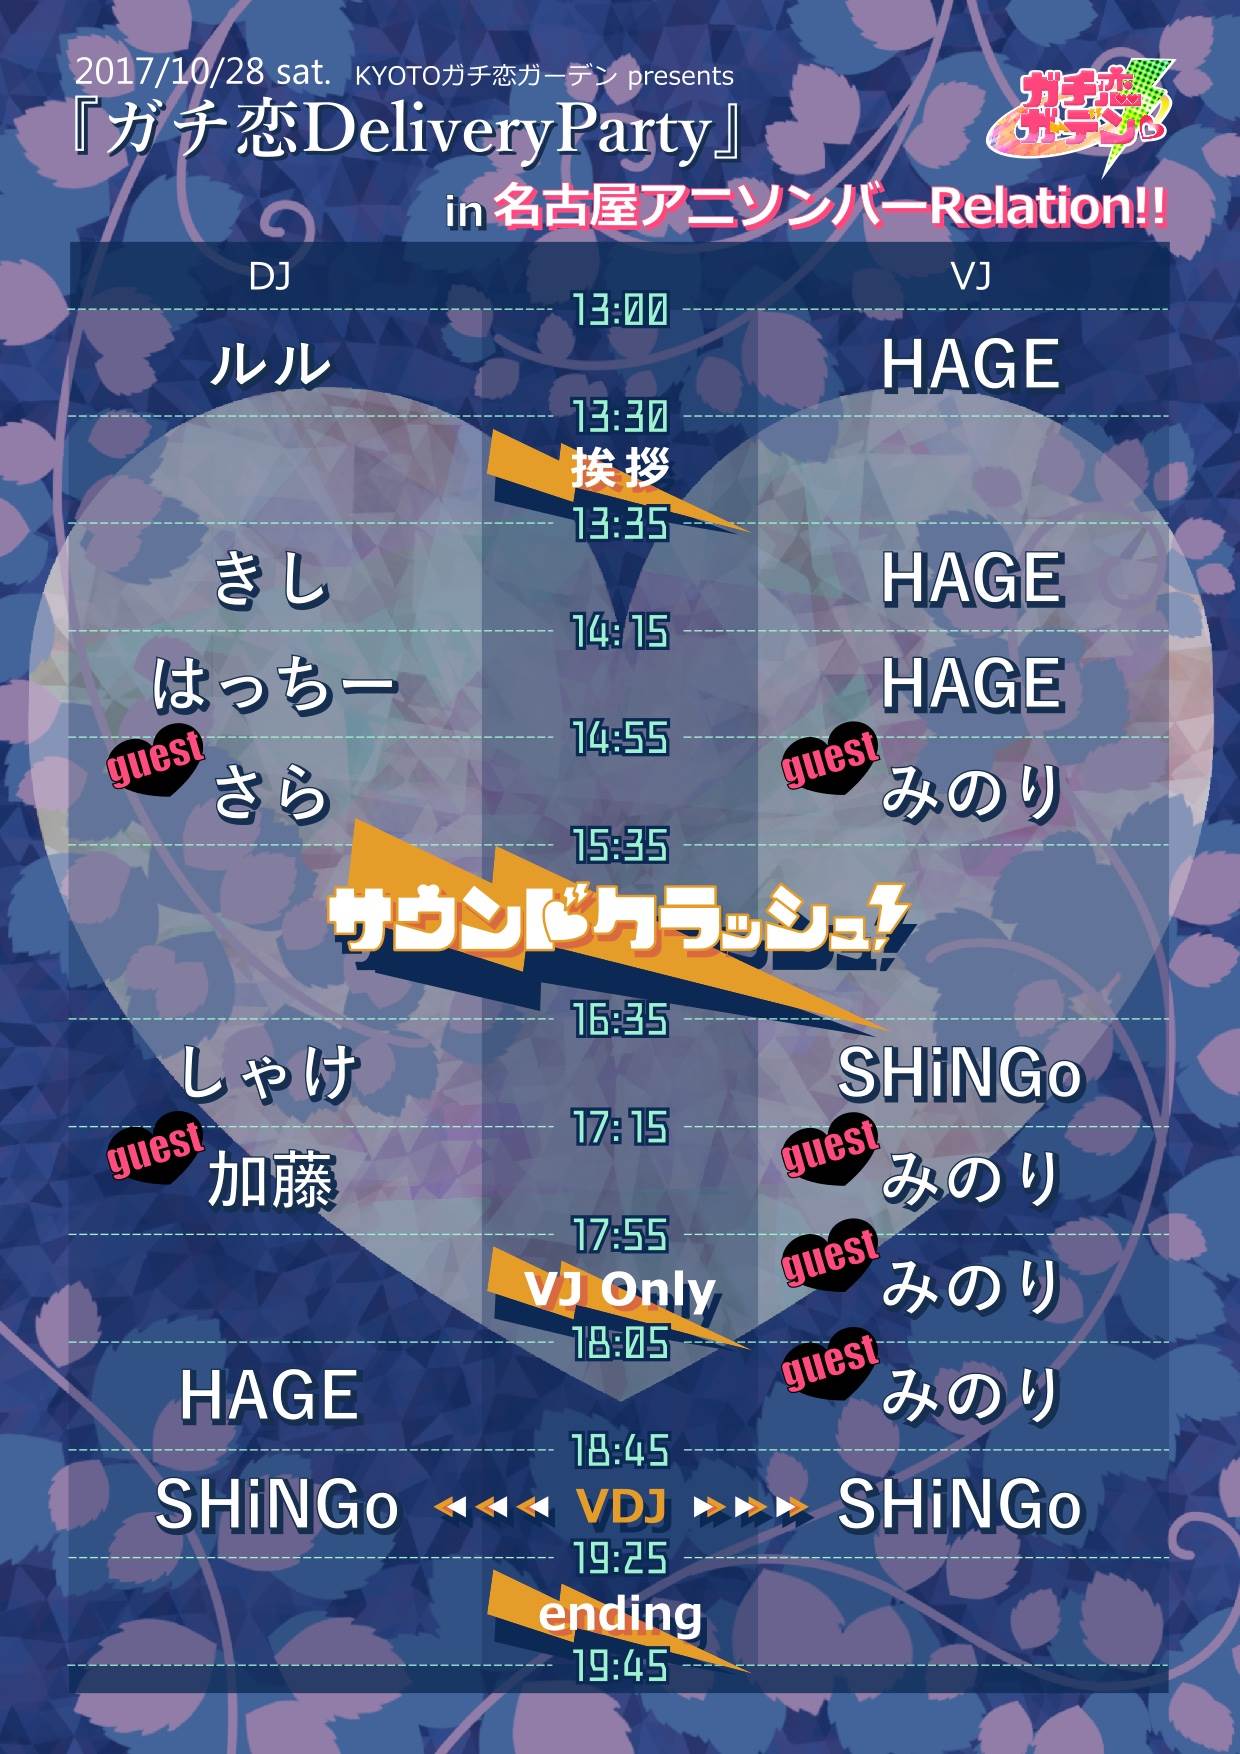 2017/10/28 sat. KYOTOガチ恋ガーデン presents
『ガチ恋DeliveryParty』
ガチ恋
ガーデン
in 名古屋アニソンバーRelation!!
DJ VJ
13:00
ルル HAGE
13:30
挨拶
13:35
きし HAGE
14:15
はっちー HAGE
14:55
guest さら guest みのり
15:35
サウンドクラッシュ!
16:35
しゃけ SHiNGo
17:15
guest 加藤 guest みのり
17:55
VJ Only guest みのり
18:05
HAGE guest みのり
18:45
SHiNGo VDJ SHiNGo
19:25
ending
19:45